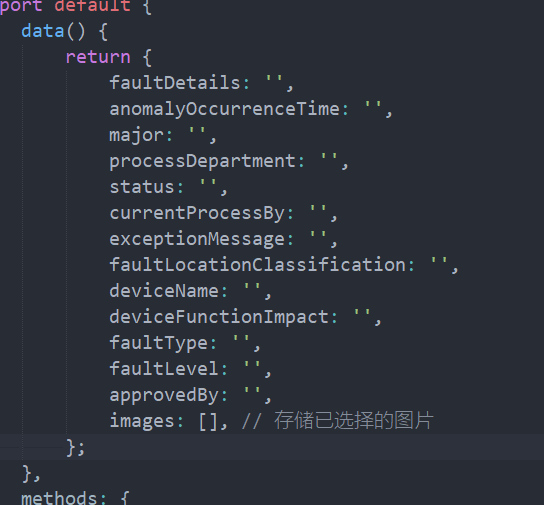 port default {
data() {
return {
faultDetails: '',
anomalyOccurrenceTime: '',
major: '',
processDepartment: '',
status: '',
currentProcessBy: '',
exceptionMessage: '',
faultLocationClassification: '',
deviceName: '',
deviceFunctionImpact: '',
faultType: '',
faultLevel: '',
approvedBy: '',
images: [], // 存储已选择的图片
};
},
methods: {